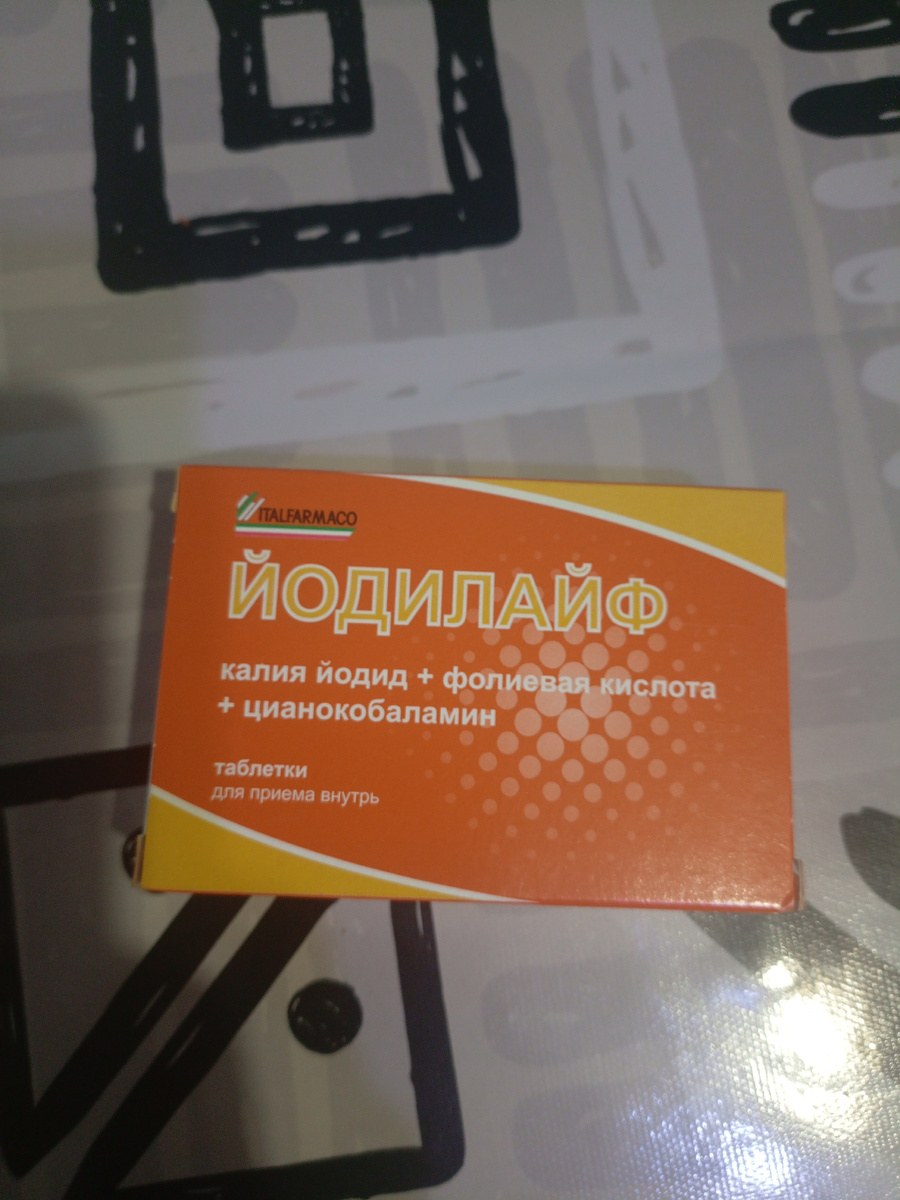 ITALFARMACO
ЙОДИЛАЙФ
калия йодид + фолиевая кислота
+ цианокобаламин
таблетки
для приема внутрь